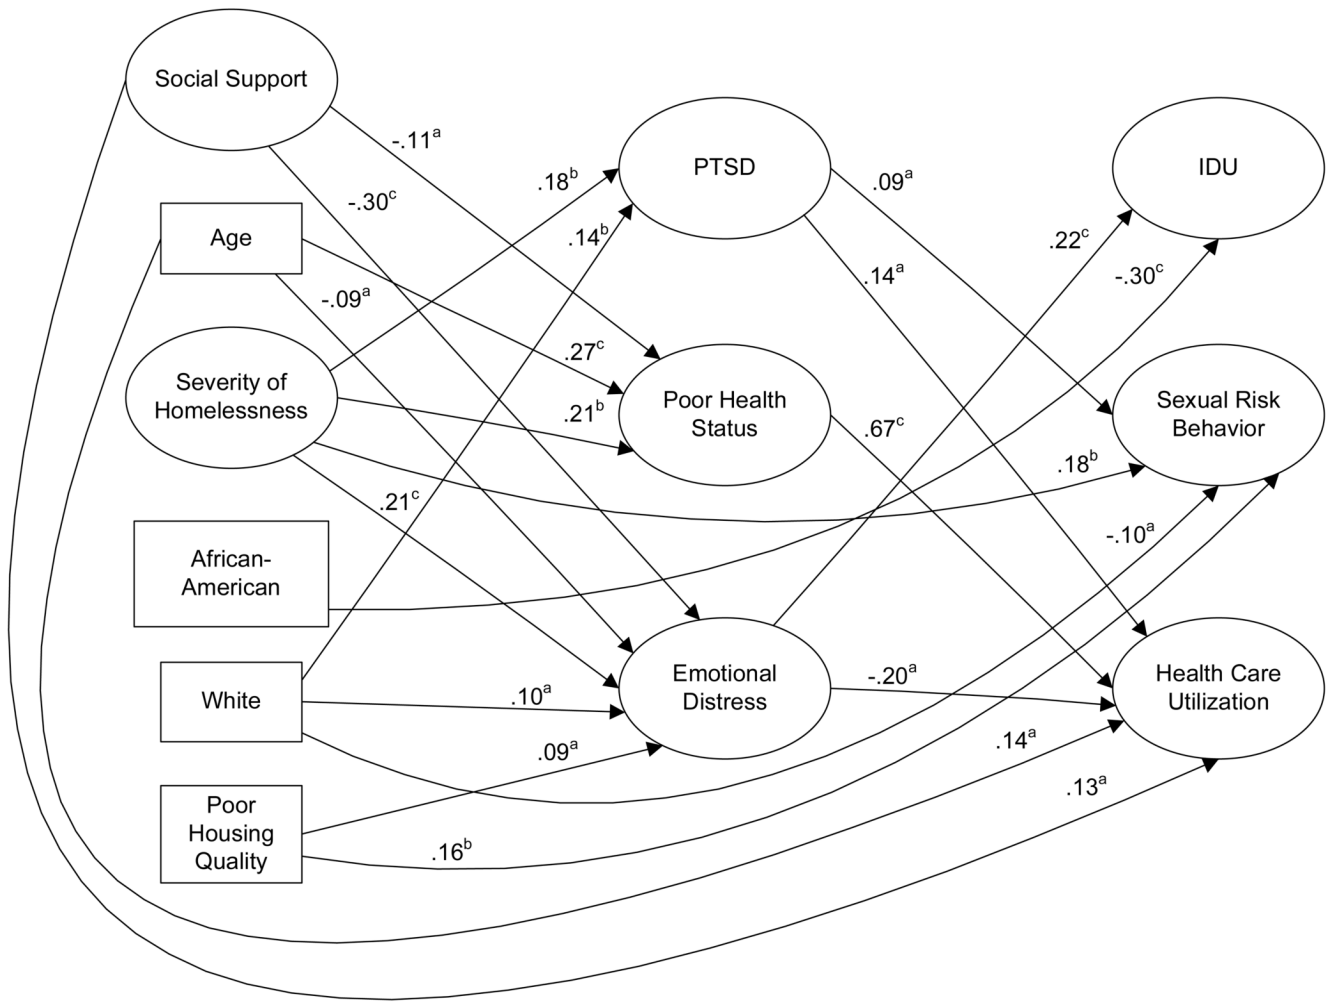 Social Support
-.11ᵃ
PTSD
IDU
.18ᵇ
.09ᵃ
-.30ᶜ
Age
.14ᵇ
.22ᶜ
.14ᵃ
-.30ᶜ
-.09ᵃ
.27ᶜ
Severity of
Homelessness
.21ᵇ
Poor Health
Status
.67ᶜ
Sexual Risk
Behavior
.18ᵇ
.21ᶜ
-.10ᵃ
African-
American
White
.10ᵃ
Emotional
Distress
-.20ᵃ
Health Care
Utilization
.09ᵃ
.14ᵃ
.13ᵃ
Poor
Housing
Quality
.16ᵇ